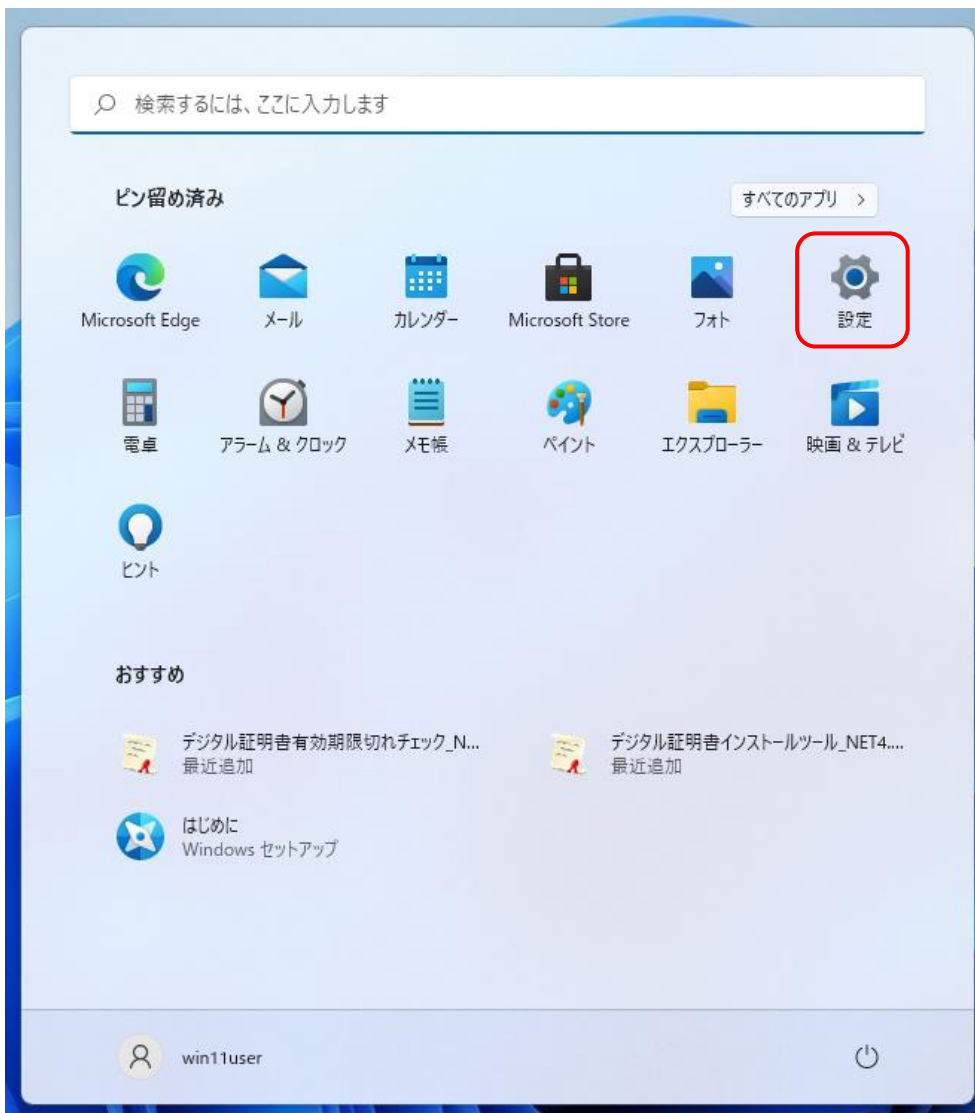 検索するには、ここに入力します
ピン留め済み
すべてのアプリ >
Microsoft Edge
メール
カレンダー
Microsoft Store
フォト
設定
電卓
アラーム & クロック
メモ帳
ペイント
エクスプローラー
映画 & テレビ
ヒント
おすすめ
デジタル証明書有効期限切れチェック_N...
最近追加
デジタル証明書インストールツール_NET4....
最近追加
はじめに
Windows セットアップ
win11user